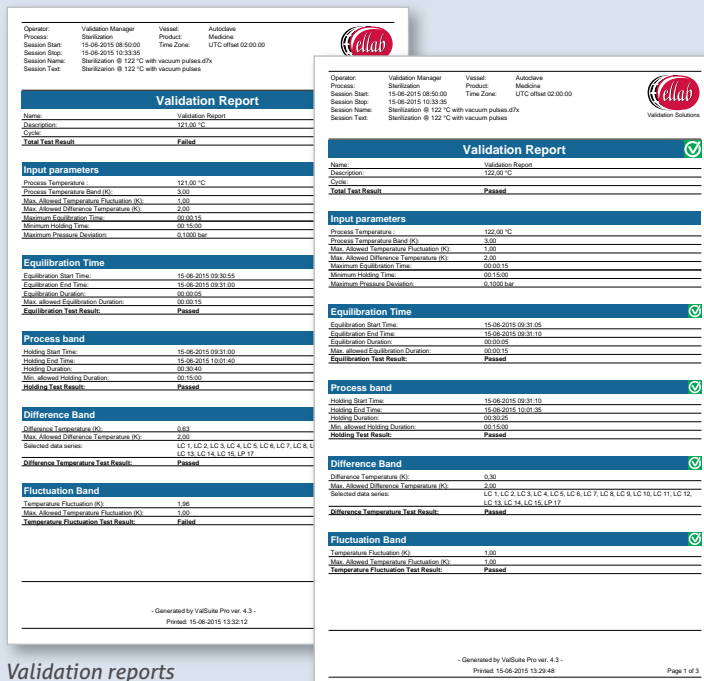 Operator: Validation Manager Vessel: Autoclave
Process: Sterilization Product: Medicine
Session Start: 15-06-2015 08:50:00 Time Zone: UTC offset 02:00:00
Session Stop: 15-06-2015 10:33:35
Session Name: Sterilization @ 122 °C with vacuum pulses.d7x
Session Text: Sterilizarion @ 122 °C with vacuum pulses
ellab
Validation Report
Name: Validation Report
Description: 121,00 °C
Cycle:
Total Test Result Failed
Input parameters
Process Temperature : 121,00 °C
Process Temperature Band (K): 3,00
Max. Allowed Temperature Fluctuation (K): 1,00
Max. Allowed Difference Temperature (K): 2,00
Maximum Equilibration Time: 00:00:15
Minimum Holding Time: 00:15:00
Maximum Pressure Deviation: 0,1000 bar
Equilibration Time
Equilibration Start Time: 15-06-2015 09:30:55
Equilibration End Time: 15-06-2015 09:31:00
Equilibration Duration: 00:00:05
Max. allowed Equilibration Duration: 00:00:15
Equilibration Test Result: Passed
Process band
Holding Start Time: 15-06-2015 09:31:00
Holding End Time: 15-06-2015 10:01:40
Holding Duration: 00:30:40
Min. allowed Holding Duration: 00:15:00
Holding Test Result: Passed
Difference Band
Difference Temperature (K): 0,63
Max. Allowed Difference Temperature (K): 2,00
Selected data series: LC 1, LC 2, LC 3, LC 4, LC 5, LC 6, LC 7, LC 8, L
LC 13, LC 14, LC 15, LP 17
Difference Temperature Test Result: Passed
Fluctuation Band
Temperature Fluctuation (K): 1,96
Max. Allowed Temperature Fluctuation (K): 1,00
Temperature Fluctuation Test Result: Failed
- Generated by ValSuite Pro ver. 4.3 -
Printed: 15-06-2015 13:32:12
Validation reports
Operator: Validation Manager Vessel: Autoclave
Process: Sterilization Product: Medicine
Session Start: 15-06-2015 08:50:00 Time Zone: UTC offset 02:00:00
Session Stop: 15-06-2015 10:33:35
Session Name: Sterilization @ 122 °C with vacuum pulses.d7x
Session Text: Sterilizarion @ 122 °C with vacuum pulses
ellab
Validation Solutions
Validation Report
Name: Validation Report
Description: 122,00 °C
Cycle:
Total Test Result Passed
Input parameters
Process Temperature : 122,00 °C
Process Temperature Band (K): 3,00
Max. Allowed Temperature Fluctuation (K): 1,00
Max. Allowed Difference Temperature (K): 2,00
Maximum Equilibration Time: 00:00:15
Minimum Holding Time: 00:15:00
Maximum Pressure Deviation: 0,1000 bar
Equilibration Time
Equilibration Start Time: 15-06-2015 09:31:05
Equilibration End Time: 15-06-2015 09:31:10
Equilibration Duration: 00:00:05
Max. allowed Equilibration Duration: 00:00:15
Equilibration Test Result: Passed
Process band
Holding Start Time: 15-06-2015 09:31:10
Holding End Time: 15-06-2015 10:01:35
Holding Duration: 00:30:25
Min. allowed Holding Duration: 00:15:00
Holding Test Result: Passed
Difference Band
Difference Temperature (K): 0,30
Max. Allowed Difference Temperature (K): 2,00
Selected data series: LC 1, LC 2, LC 3, LC 4, LC 5, LC 6, LC 7, LC 8, LC 9, LC 10, LC 11, LC 12,
LC 13, LC 14, LC 15, LP 17
Difference Temperature Test Result: Passed
Fluctuation Band
Temperature Fluctuation (K): 1,00
Max. Allowed Temperature Fluctuation (K): 1,00
Temperature Fluctuation Test Result: Passed
- Generated by ValSuite Pro ver. 4.3 -
Printed: 15-06-2015 13:29:48 Page 1 of 3